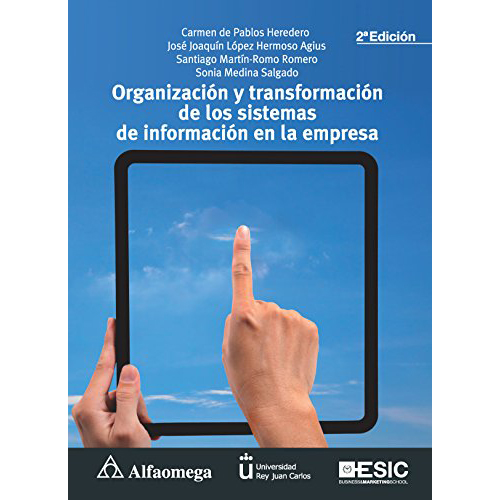 Carmen de Pablos Heredero
José Joaquín López Hermoso Agius
Santiago Martín-Romo Romero
Sonia Medina Salgado
2ª Edición
Organización y transformación
de los sistemas
de información en la empresa
Alfaomega
Universidad
Rey Juan Carlos
ESIC
BUSINESS&MARKETINGSCHOOL